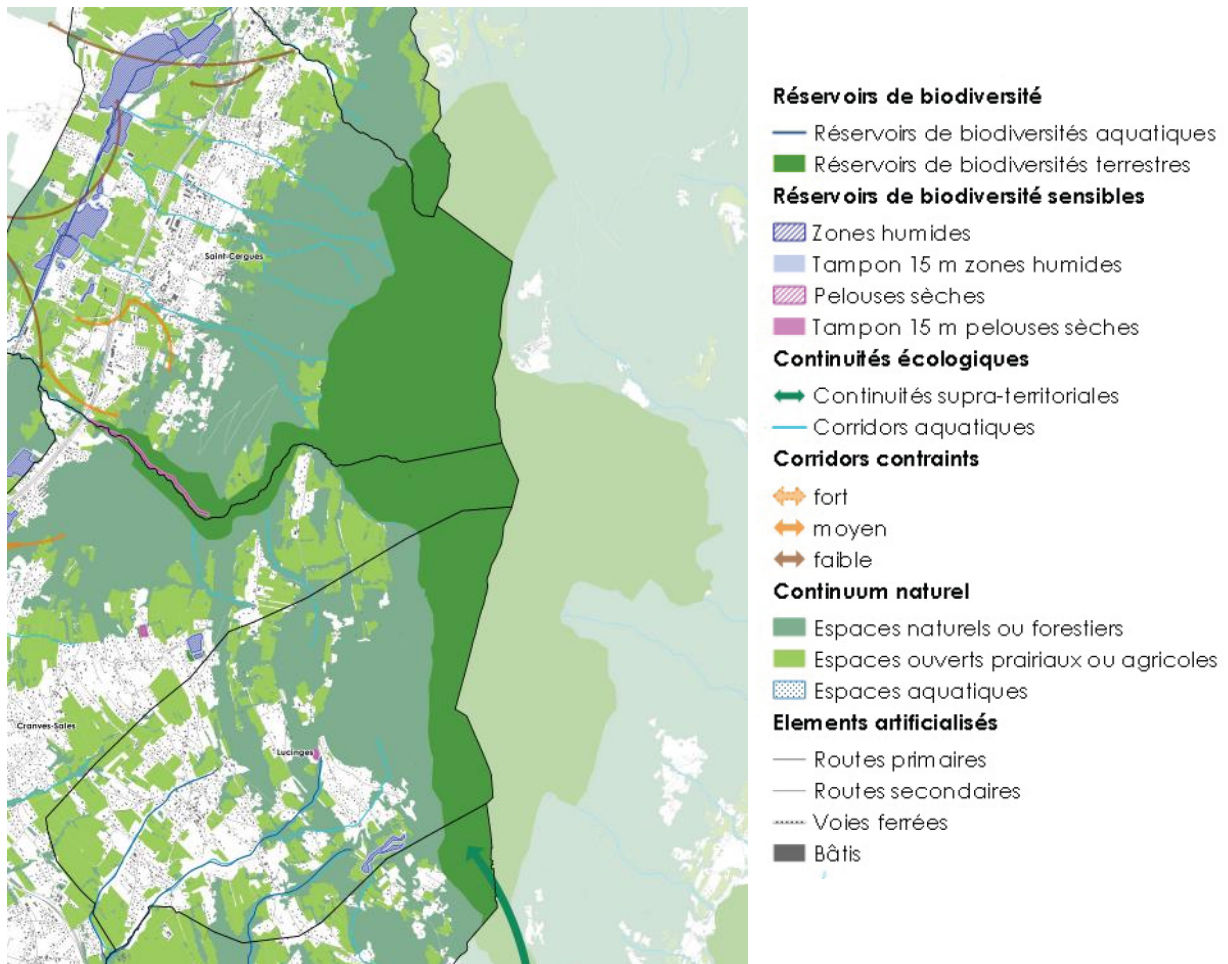 Saint-Cergues
Cranves-Sales
Lucinges
Réservoirs de biodiversité
Réservoirs de biodiversités aquatiques
Réservoirs de biodiversités terrestres
Réservoirs de biodiversité sensibles
Zones humides
Tampon 15 m zones humides
Pelouses sèches
Tampon 15 m pelouses sèches
Continuités écologiques
Continuités supra-territoriales
Corridors aquatiques
Corridors contraints
fort
moyen
faible
Continuum naturel
Espaces naturels ou forestiers
Espaces ouverts prairiaux ou agricoles
Espaces aquatiques
Elements artificialisés
Routes primaires
Routes secondaires
Voies ferrées
Bâtis